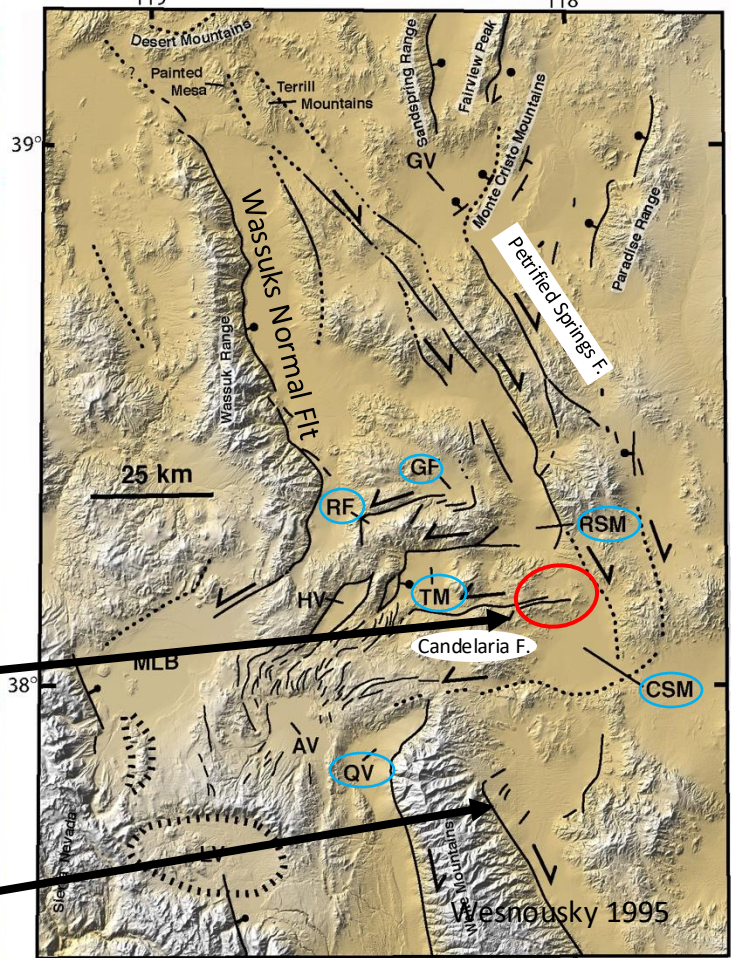 118
Desert Mountains
?
Painted
Mesa
Terrill
Mountains
Sandspring Range
Fairview Peak
Monte Cristo Mountains
39°
GV
Paradise Range
Petrified Springs F.
Wassuks Normal Flt
Wassuk Range
25 km
GF
RF
RSM
HV
TM
Candelaria F.
MLB
38°
CSM
AV
QV
LV
Sierra Nevada
White Mountains
Wesnousky 1995